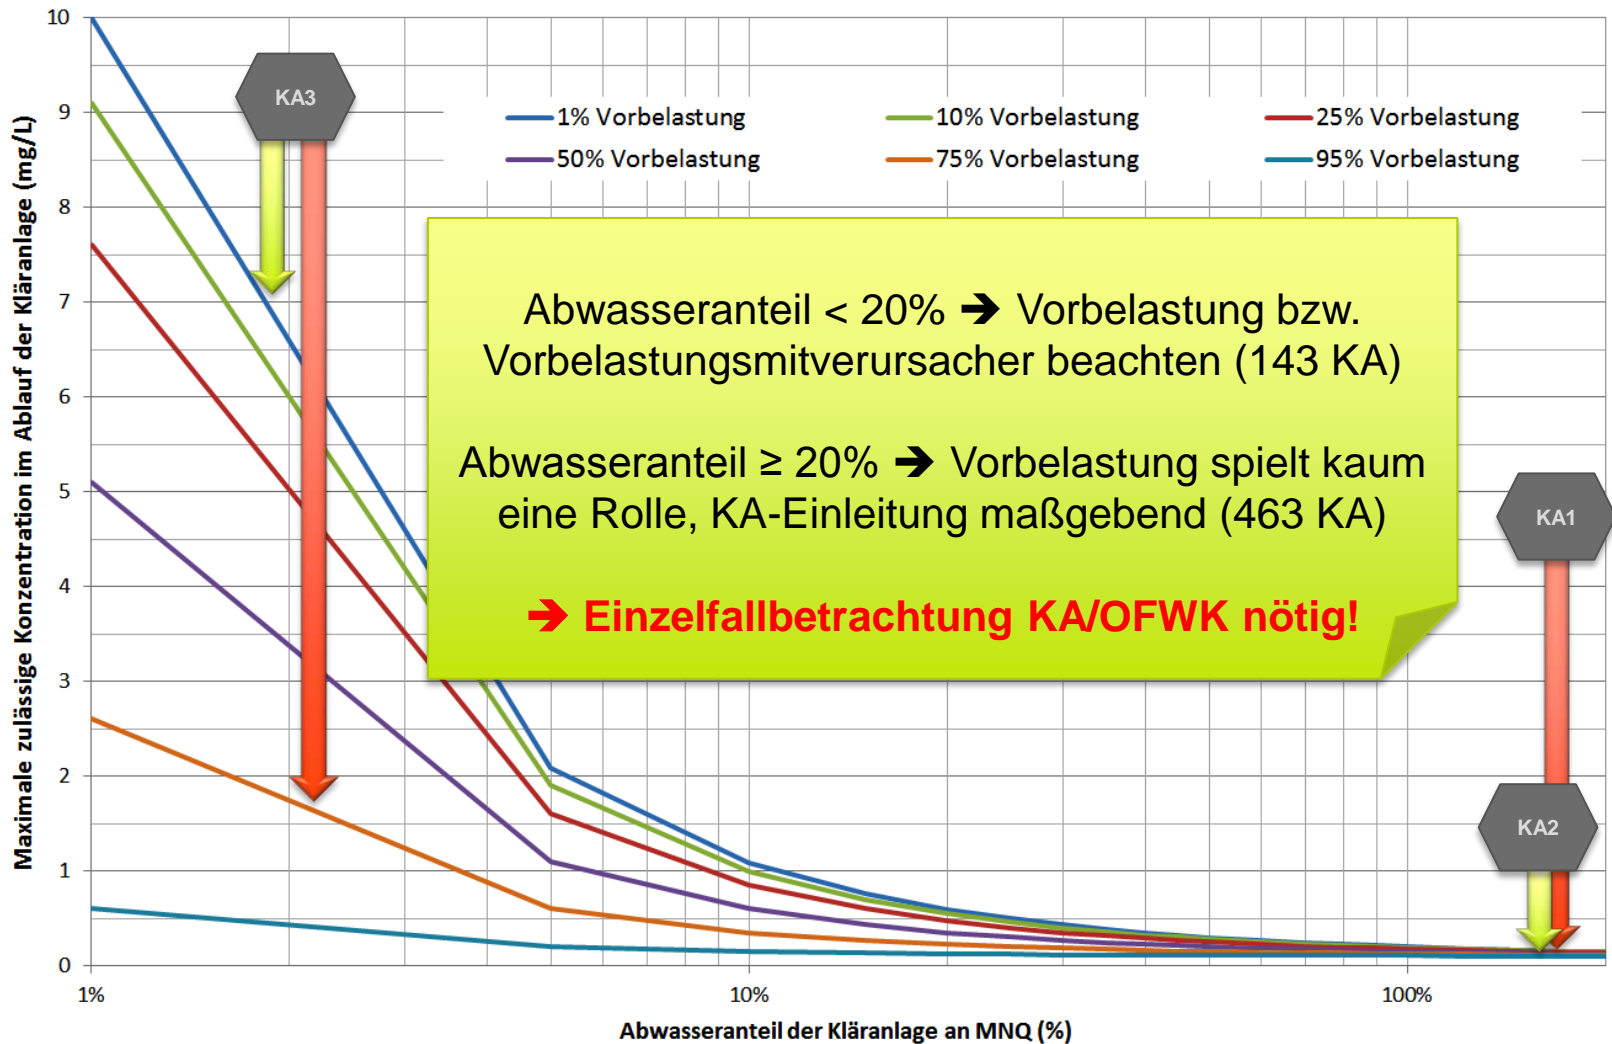 Maximale zulässige Konzentration im Ablauf der Kläranlage (mg/L)
10
9
8
7
6
5
4
3
2
1
0
KA3
1% Vorbelastung
10% Vorbelastung
25% Vorbelastung
50% Vorbelastung
75% Vorbelastung
95% Vorbelastung
Abwasseranteil < 20% ➔ Vorbelastung bzw.
Vorbelastungsmitverursacher beachten (143 KA)
Abwasseranteil ≥ 20% ➔ Vorbelastung spielt kaum
eine Rolle, KA-Einleitung maßgebend (463 KA)
➔ Einzelfallbetrachtung KA/OFWK nötig!
KA1
KA2
1%
10%
100%
Abwasseranteil der Kläranlage an MNQ (%)